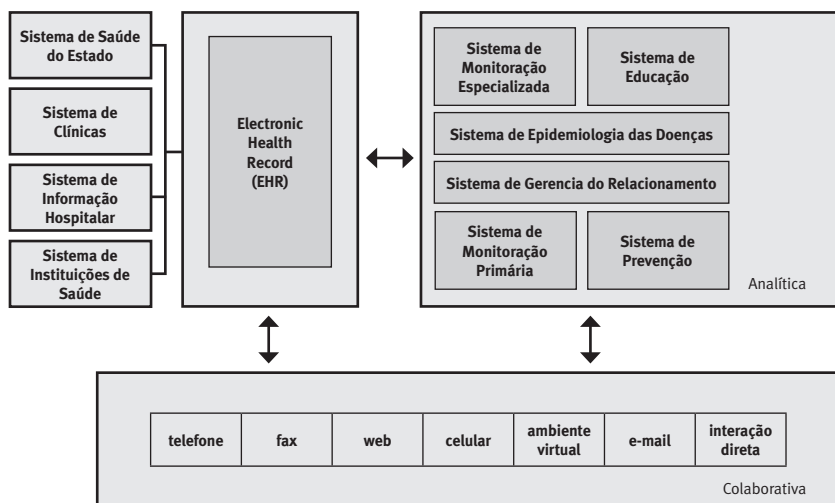 Sistema de Saúde
do Estado
Sistema de
Clínicas
Sistema de
Informação
Hospitalar
Sistema de
Instituições de
Saúde
Electronic
Health
Record
(EHR)
Sistema de
Monitoração
Especializada
Sistema de
Educação
Sistema de Epidemiologia das Doenças
Sistema de Gerencia do Relacionamento
Sistema de
Monitoração
Primária
Sistema de
Prevenção
Analítica
telefone
fax
web
celular
ambiente
virtual
e-mail
interação
direta
Colaborativa